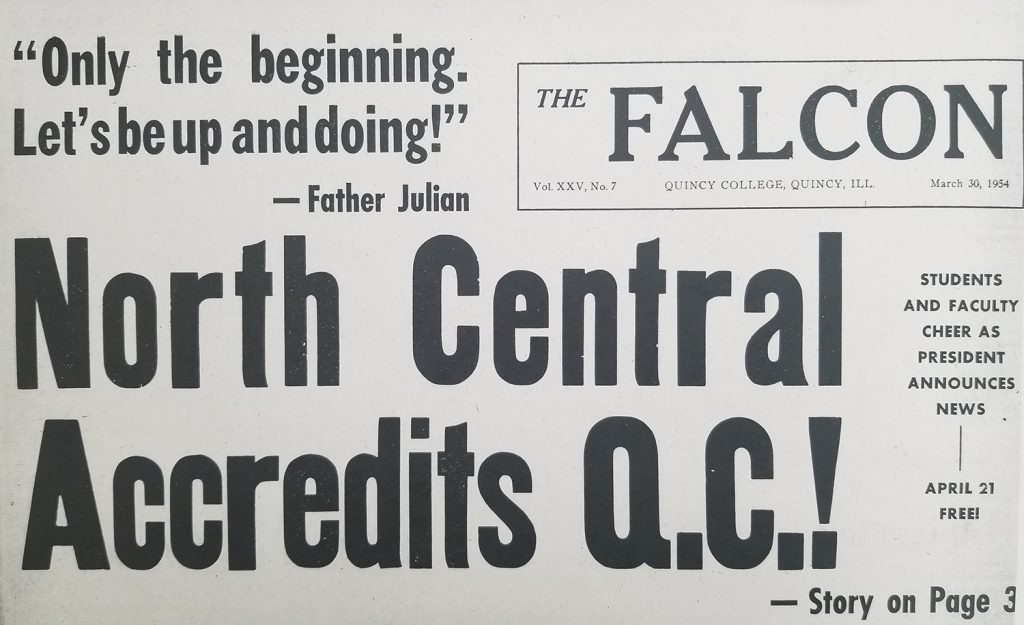 “Only the beginning.
Let’s be up and doing!”
— Father Julian
THE FALCON
Vol. XXV, No. 7 QUINCY COLLEGE, QUINCY, ILL. March 30, 1954
North Central
Accredits Q.C.!
STUDENTS
AND FACULTY
CHEER AS
PRESIDENT
ANNOUNCES
NEWS
APRIL 21
FREE!
— Story on Page 3